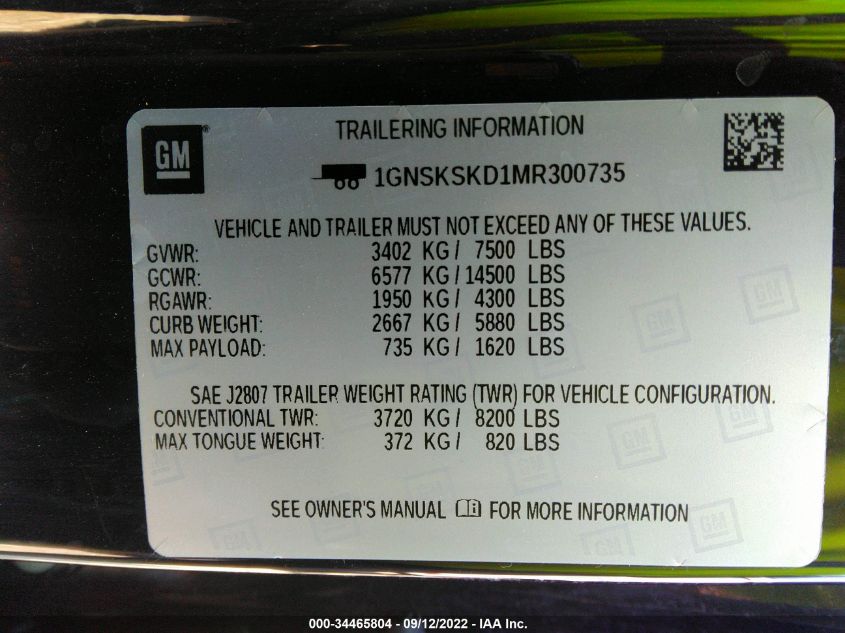 GM
TRAILERING INFORMATION
1GNSKSKD1MR300735
VEHICLE AND TRAILER MUST NOT EXCEED ANY OF THESE VALUES.
GVWR: 3402 KG / 7500 LBS
GCWR: 6577 KG / 14500 LBS
RGAWR: 1950 KG / 4300 LBS
CURB WEIGHT: 2667 KG / 5880 LBS
MAX PAYLOAD: 735 KG / 1620 LBS
SAE J2807 TRAILER WEIGHT RATING (TWR) FOR VEHICLE CONFIGURATION.
CONVENTIONAL TWR: 3720 KG / 8200 LBS
MAX TONGUE WEIGHT: 372 KG / 820 LBS
SEE OWNER'S MANUAL FOR MORE INFORMATION
000-34465804 - 09/12/2022 - IAA Inc.